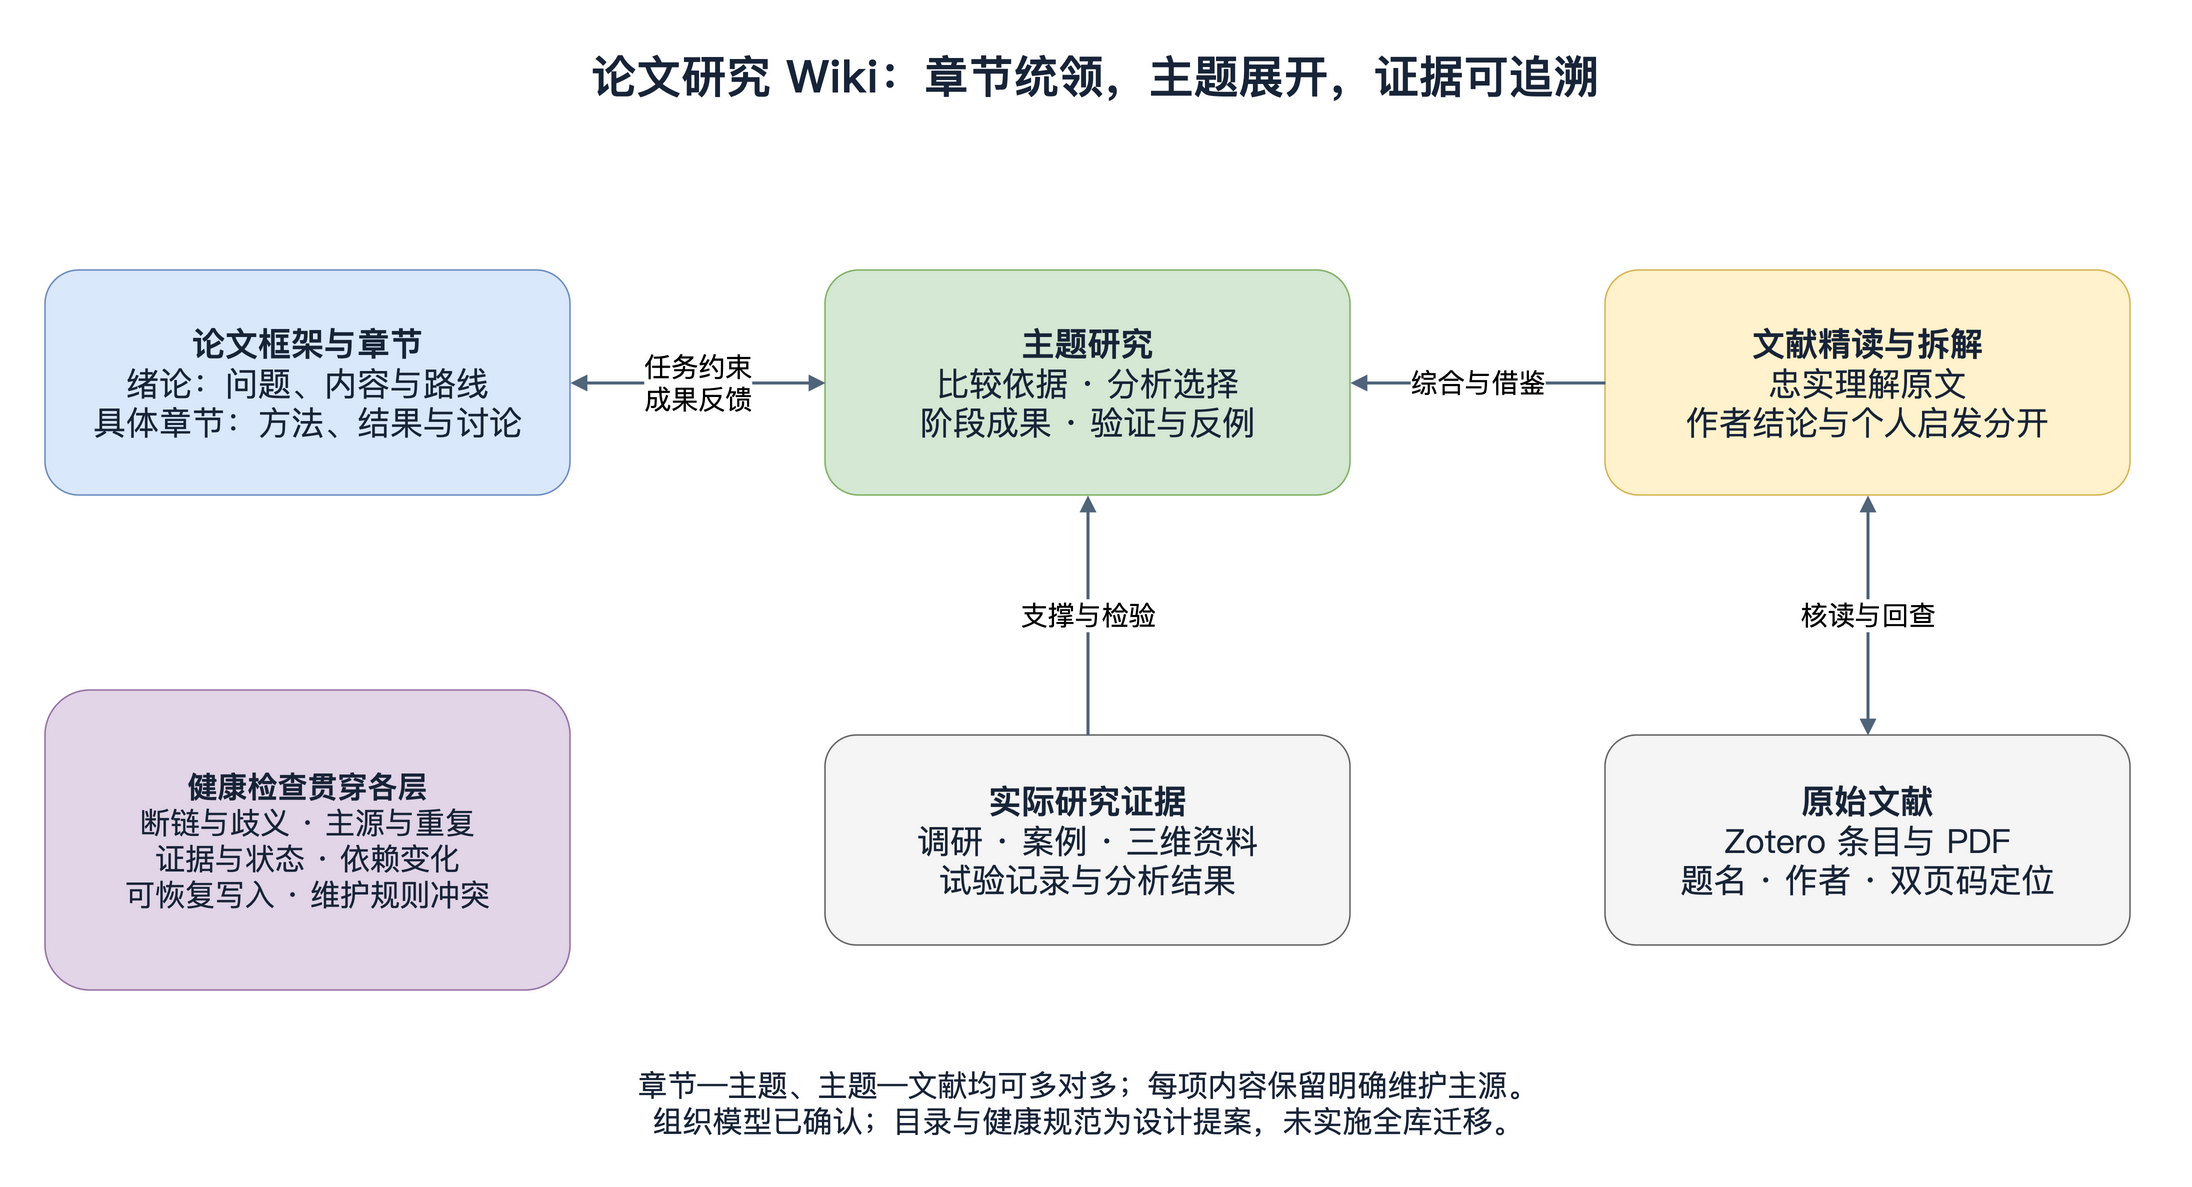 论文研究 Wiki：章节统领，主题展开，证据可追溯
论文框架与章节
绪论：问题、内容与路线
具体章节：方法、结果与讨论
任务约束
成果反馈
主题研究
比较依据 · 分析选择
阶段成果 · 验证与反例
综合与借鉴
文献精读与拆解
忠实理解原文
作者结论与个人启发分开
支撑与检验
核读与回查
健康检查贯穿各层
断链与歧义 · 主源与重复
证据与状态 · 依赖变化
可恢复写入 · 维护规则冲突
实际研究证据
调研 · 案例 · 三维资料
试验记录与分析结果
原始文献
Zotero 条目与 PDF
题名 · 作者 · 双页码定位
章节—主题、主题—文献均可多对多；每项内容保留明确维护主源。
组织模型已确认；目录与健康规范为设计提案，未实施全库迁移。